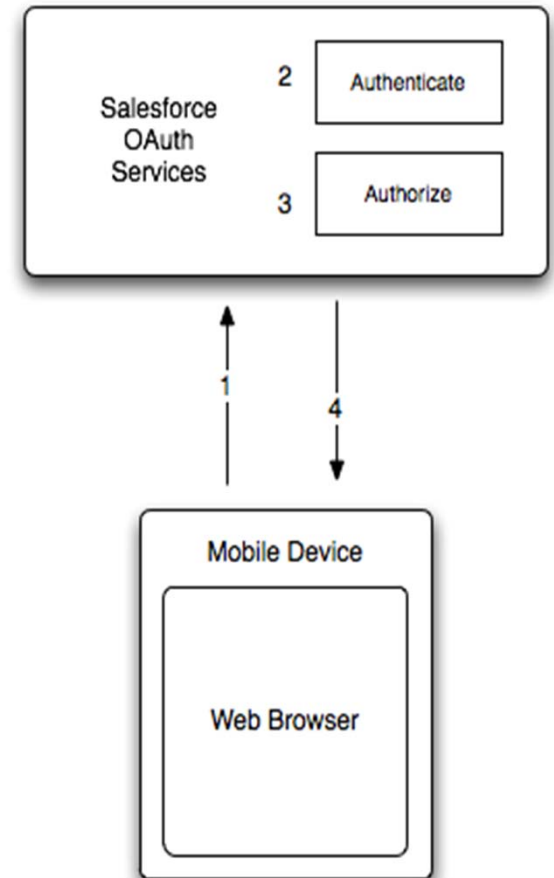 Salesforce
OAuth
Services
2
Authenticate
3
Authorize
1
4
Mobile Device
Web Browser